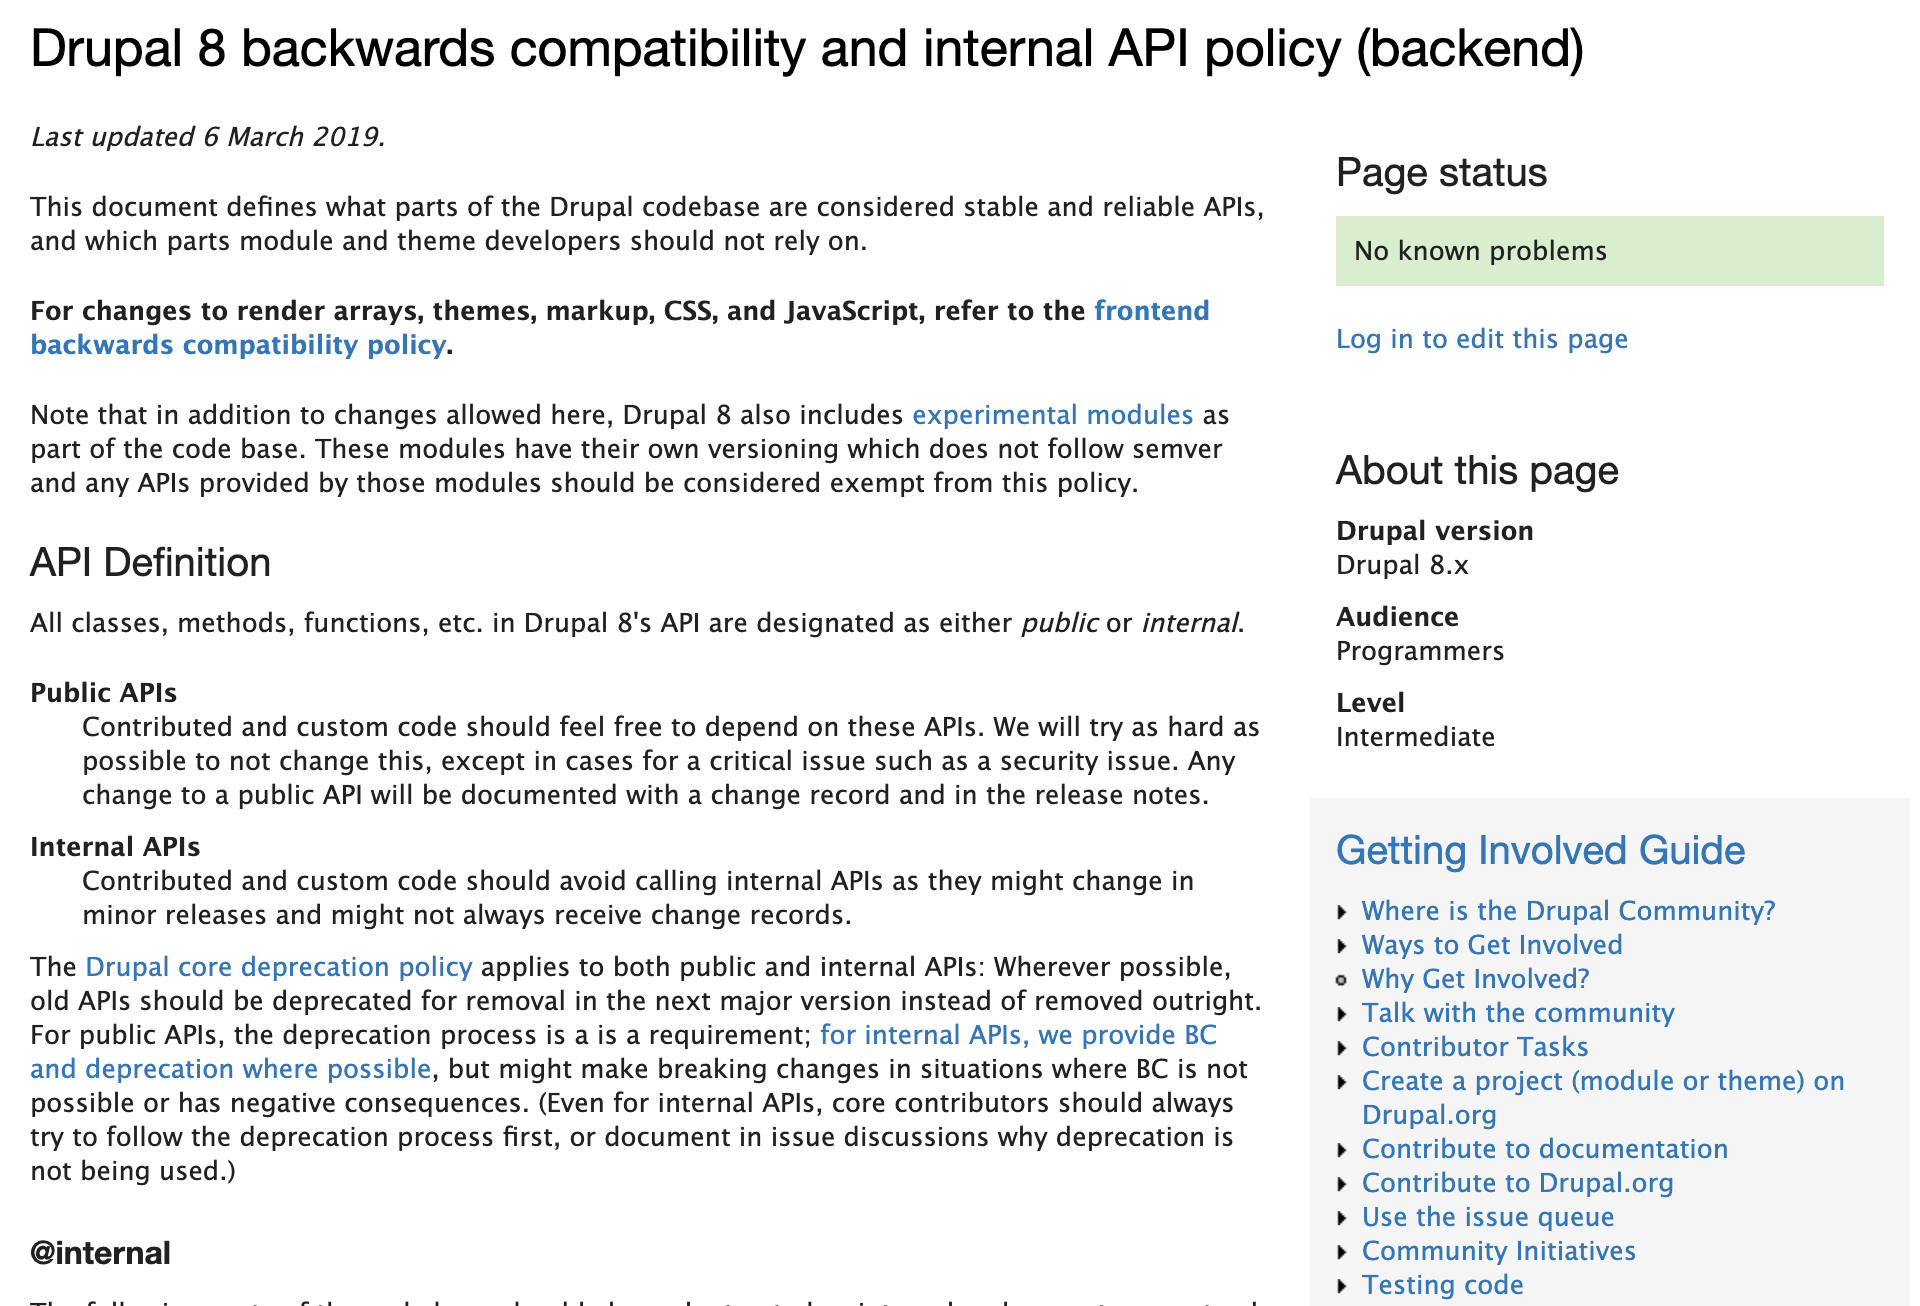 Drupal 8 backwards compatibility and internal API policy (backend)
Last updated 6 March 2019.
This document defines what parts of the Drupal codebase are considered stable and reliable APIs,
and which parts module and theme developers should not rely on.
For changes to render arrays, themes, markup, CSS, and JavaScript, refer to the frontend
backwards compatibility policy.
Note that in addition to changes allowed here, Drupal 8 also includes experimental modules as
part of the code base. These modules have their own versioning which does not follow semver
and any APIs provided by those modules should be considered exempt from this policy.
API Definition
All classes, methods, functions, etc. in Drupal 8's API are designated as either public or internal.
Public APIs
Contributed and custom code should feel free to depend on these APIs. We will try as hard as
possible to not change this, except in cases for a critical issue such as a security issue. Any
change to a public API will be documented with a change record and in the release notes.
Internal APIs
Contributed and custom code should avoid calling internal APIs as they might change in
minor releases and might not always receive change records.
The Drupal core deprecation policy applies to both public and internal APIs: Wherever possible,
old APIs should be deprecated for removal in the next major version instead of removed outright.
For public APIs, the deprecation process is a is a requirement; for internal APIs, we provide BC
and deprecation where possible, but might make breaking changes in situations where BC is not
possible or has negative consequences. (Even for internal APIs, core contributors should always
try to follow the deprecation process first, or document in issue discussions why deprecation is
not being used.)
@internal
Page status
No known problems
Log in to edit this page
About this page
Drupal version
Drupal 8.x
Audience
Programmers
Level
Intermediate
Getting Involved Guide
Where is the Drupal Community?
Ways to Get Involved
Why Get Involved?
Talk with the community
Contributor Tasks
Create a project (module or theme) on
Drupal.org
Contribute to documentation
Contribute to Drupal.org
Use the issue queue
Community Initiatives
Testing code